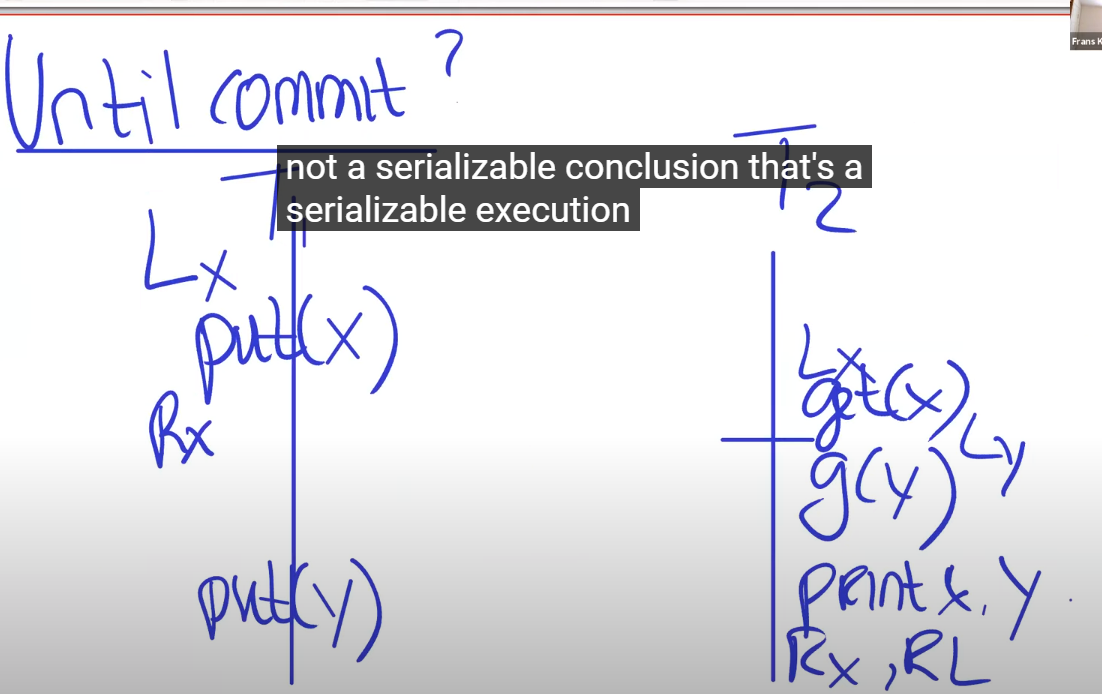 Until commit?
not a serializable conclusion that's a
serializable execution
T1
T2
Lx
put(x)
Rx
put(y)
Lx
get(x)
Ly
g(y)
print x, y
Rx, RL
Frans K